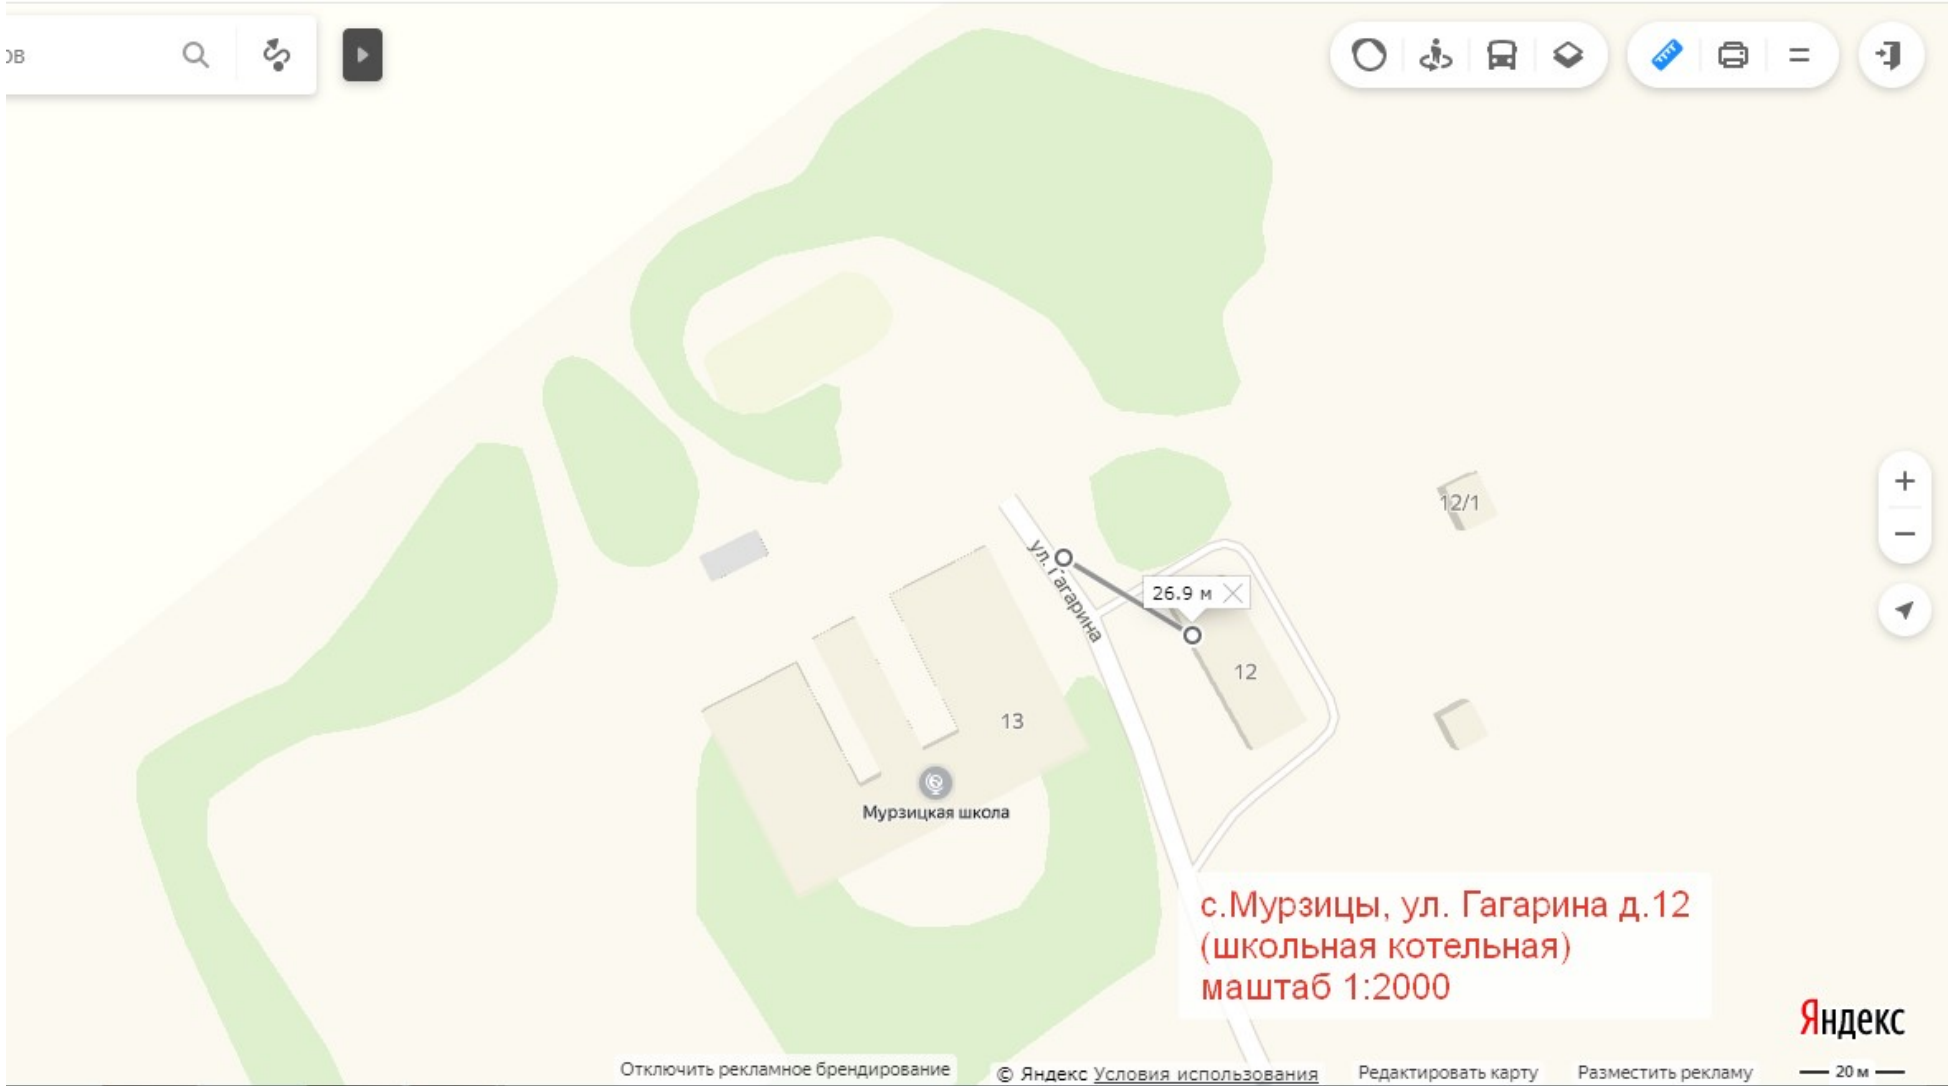 ов
12/1
ул. Гагарина
26.9 м
12
13
Мурзицкая школа
с.Мурзицы, ул. Гагарина д.12
(школьная котельная)
маштаб 1:2000
Яндекс
Отключить рекламное брендирование
© Яндекс Условия использования
Редактировать карту
Разместить рекламу
20 м